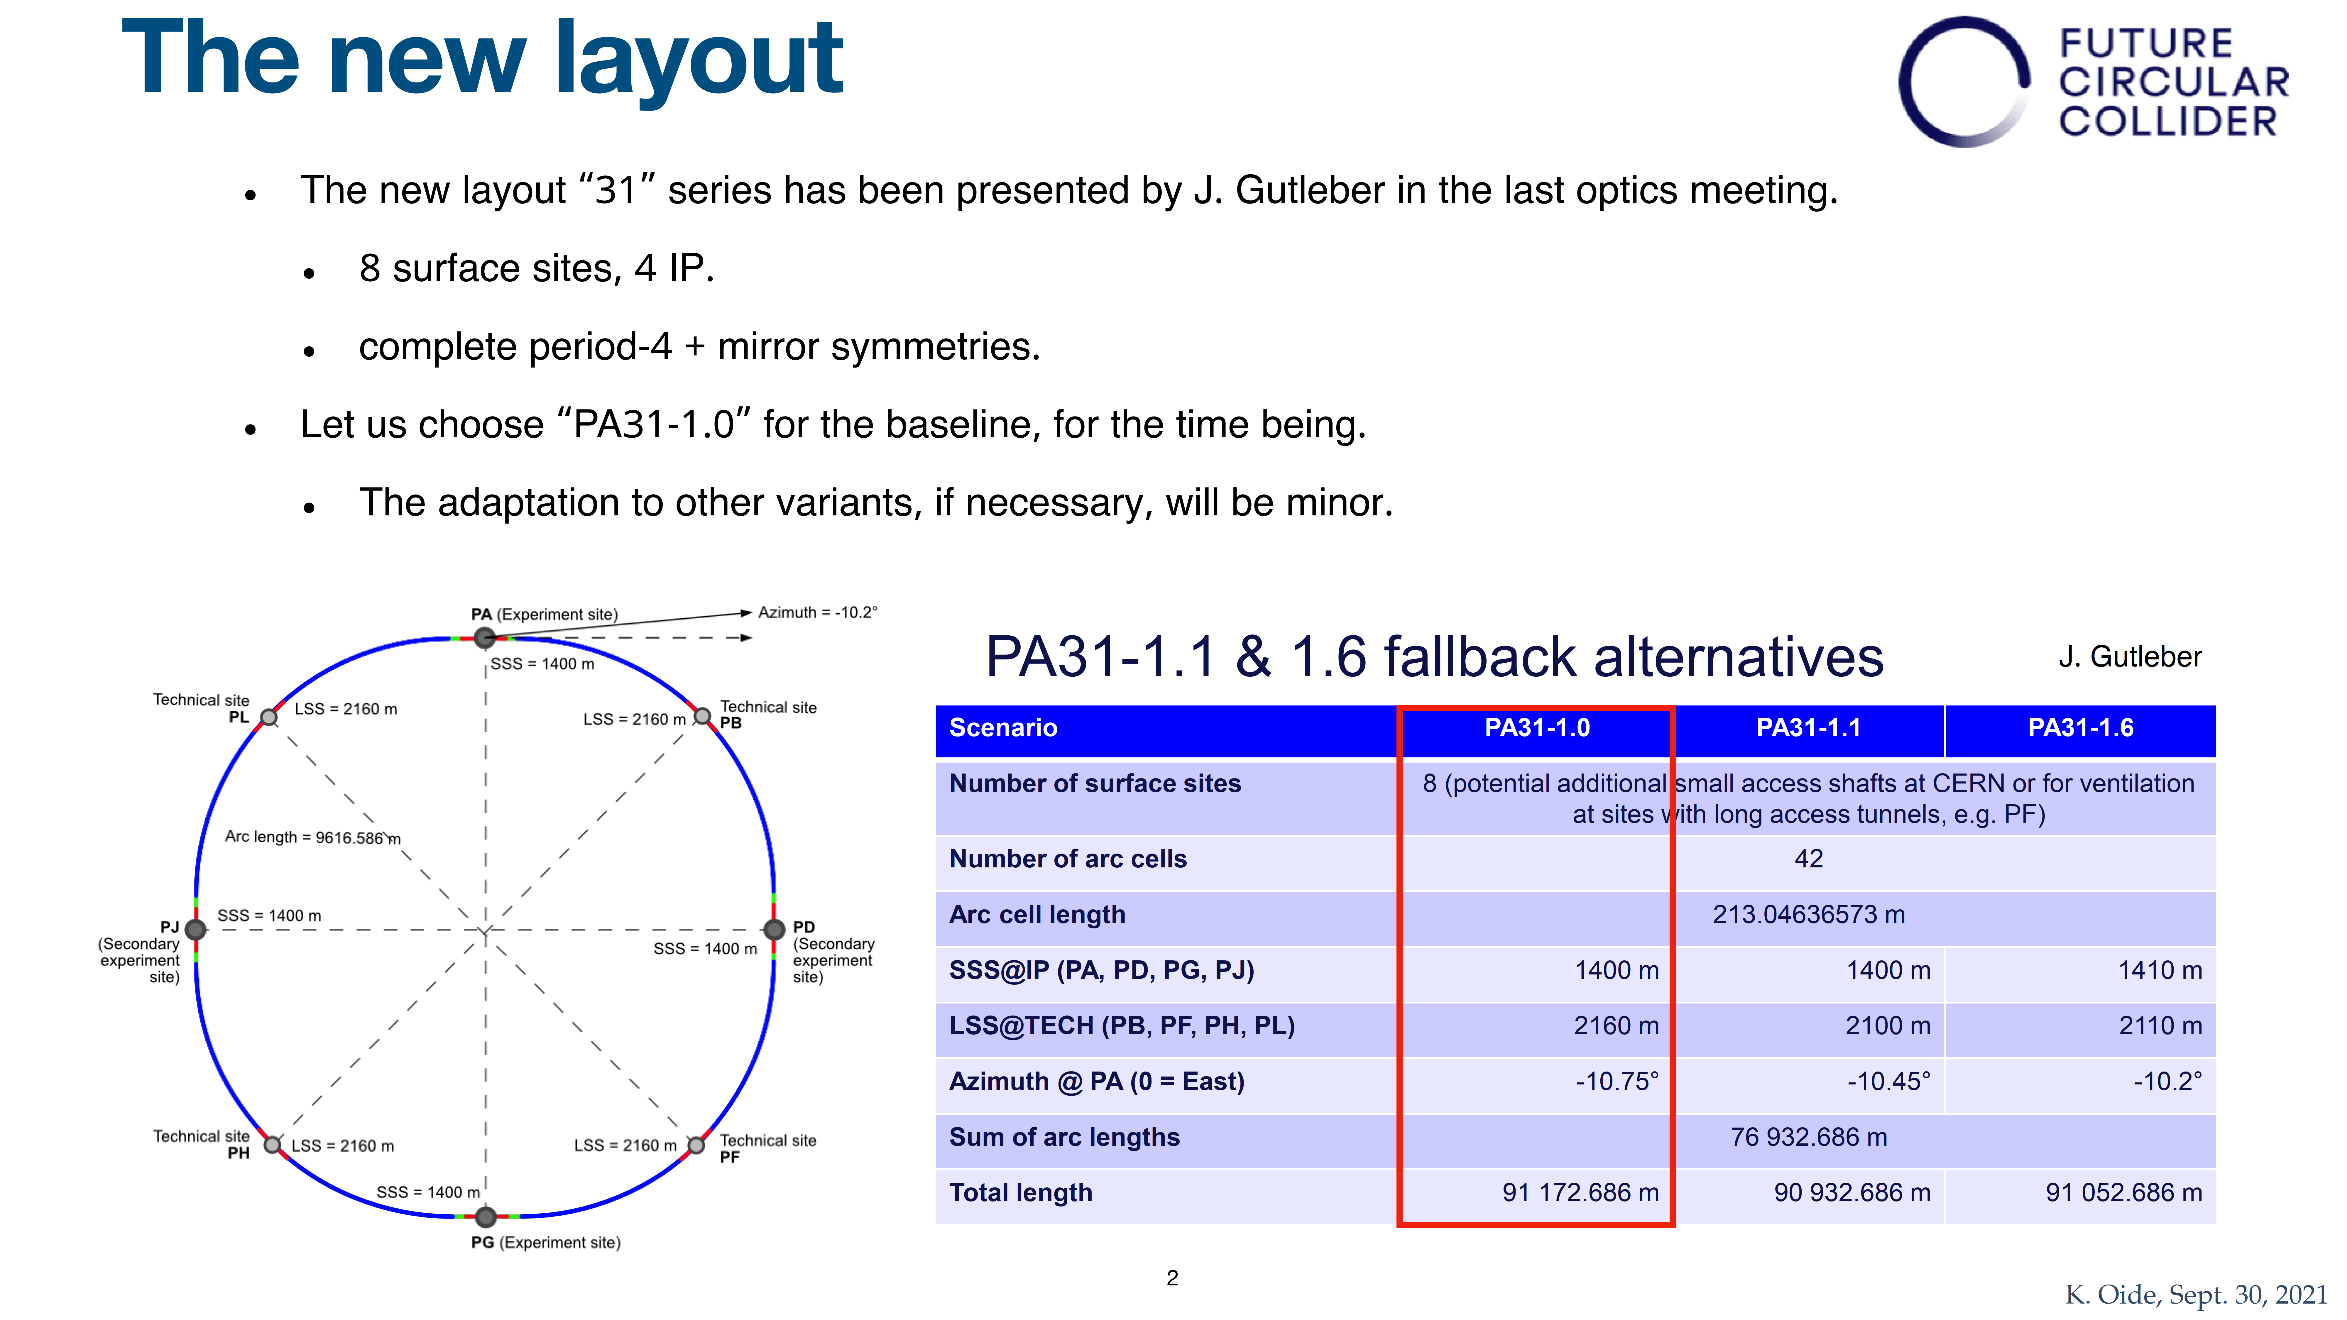 The new layout
FUTURE
CIRCULAR
COLLIDER
• The new layout “31” series has been presented by J. Gutleber in the last optics meeting.
• 8 surface sites, 4 IP.
• complete period-4 + mirror symmetries.
• Let us choose “PA31-1.0” for the baseline, for the time being.
• The adaptation to other variants, if necessary, will be minor.
PA (Experiment site)
Azimuth = -10.2°
SSS = 1400 m
Technical site
PL
LSS = 2160 m
LSS = 2160 m
Technical site
PB
Arc length = 9616.586 m
PJ
(Secondary
experiment
site)
SSS = 1400 m
SSS = 1400 m
PD
(Secondary
experiment
site)
Technical site
PH
LSS = 2160 m
LSS = 2160 m
Technical site
PF
SSS = 1400 m
PG (Experiment site)
PA31-1.1 & 1.6 fallback alternatives
J. Gutleber
Scenario PA31-1.0 PA31-1.1 PA31-1.6
Number of surface sites 8 (potential additional small access shafts at CERN or for ventilation
at sites with long access tunnels, e.g. PF)
Number of arc cells 42
Arc cell length 213.04636573 m
SSS@IP (PA, PD, PG, PJ) 1400 m 1400 m 1410 m
LSS@TECH (PB, PF, PH, PL) 2160 m 2100 m 2110 m
Azimuth @ PA (0 = East) -10.75° -10.45° -10.2°
Sum of arc lengths 76 932.686 m
Total length 91 172.686 m 90 932.686 m 91 052.686 m
2
K. Oide, Sept. 30, 2021